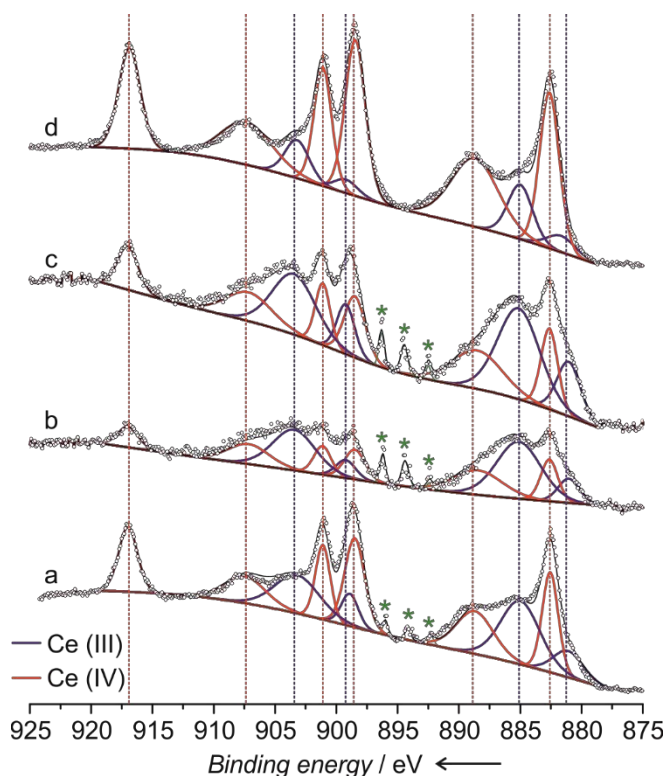 d
c
* * *
b
* * *
a
* * *
Ce (III)
Ce (IV)
925 920 915 910 905 900 895 890 885 880 875
Binding energy / eV ←